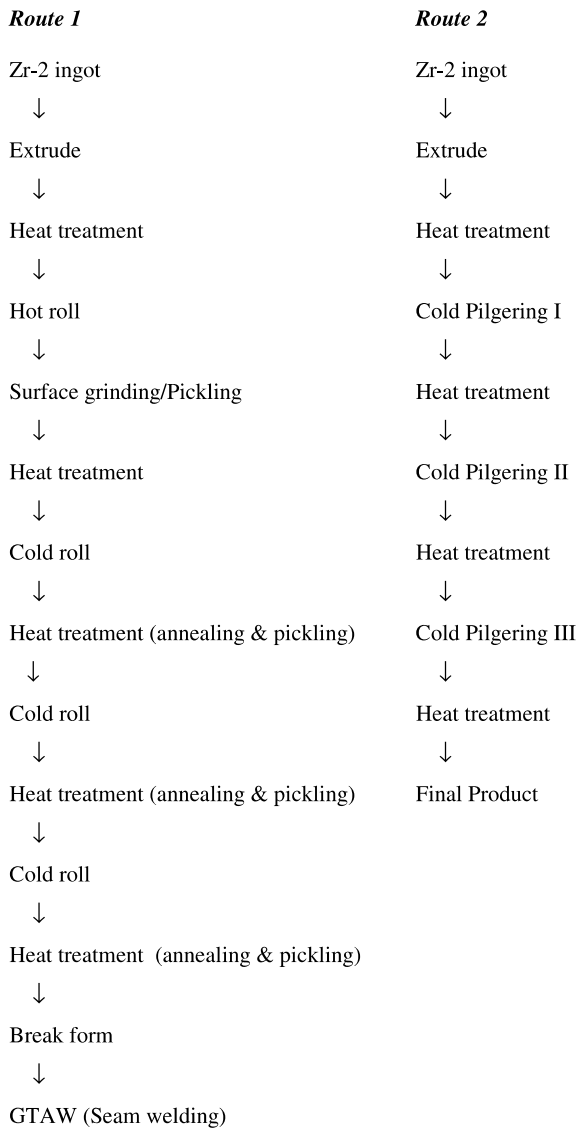 Route 1
Zr-2 ingot
↓
Extrude
↓
Heat treatment
↓
Hot roll
↓
Surface grinding/Pickling
↓
Heat treatment
↓
Cold roll
↓
Heat treatment (annealing & pickling)
↓
Cold roll
↓
Heat treatment (annealing & pickling)
↓
Cold roll
↓
Heat treatment (annealing & pickling)
↓
Break form
↓
GTAW (Seam welding)
Route 2
Zr-2 ingot
↓
Extrude
↓
Heat treatment
↓
Cold Pilgering I
↓
Heat treatment
↓
Cold Pilgering II
↓
Heat treatment
↓
Cold Pilgering III
↓
Heat treatment
↓
Final Product